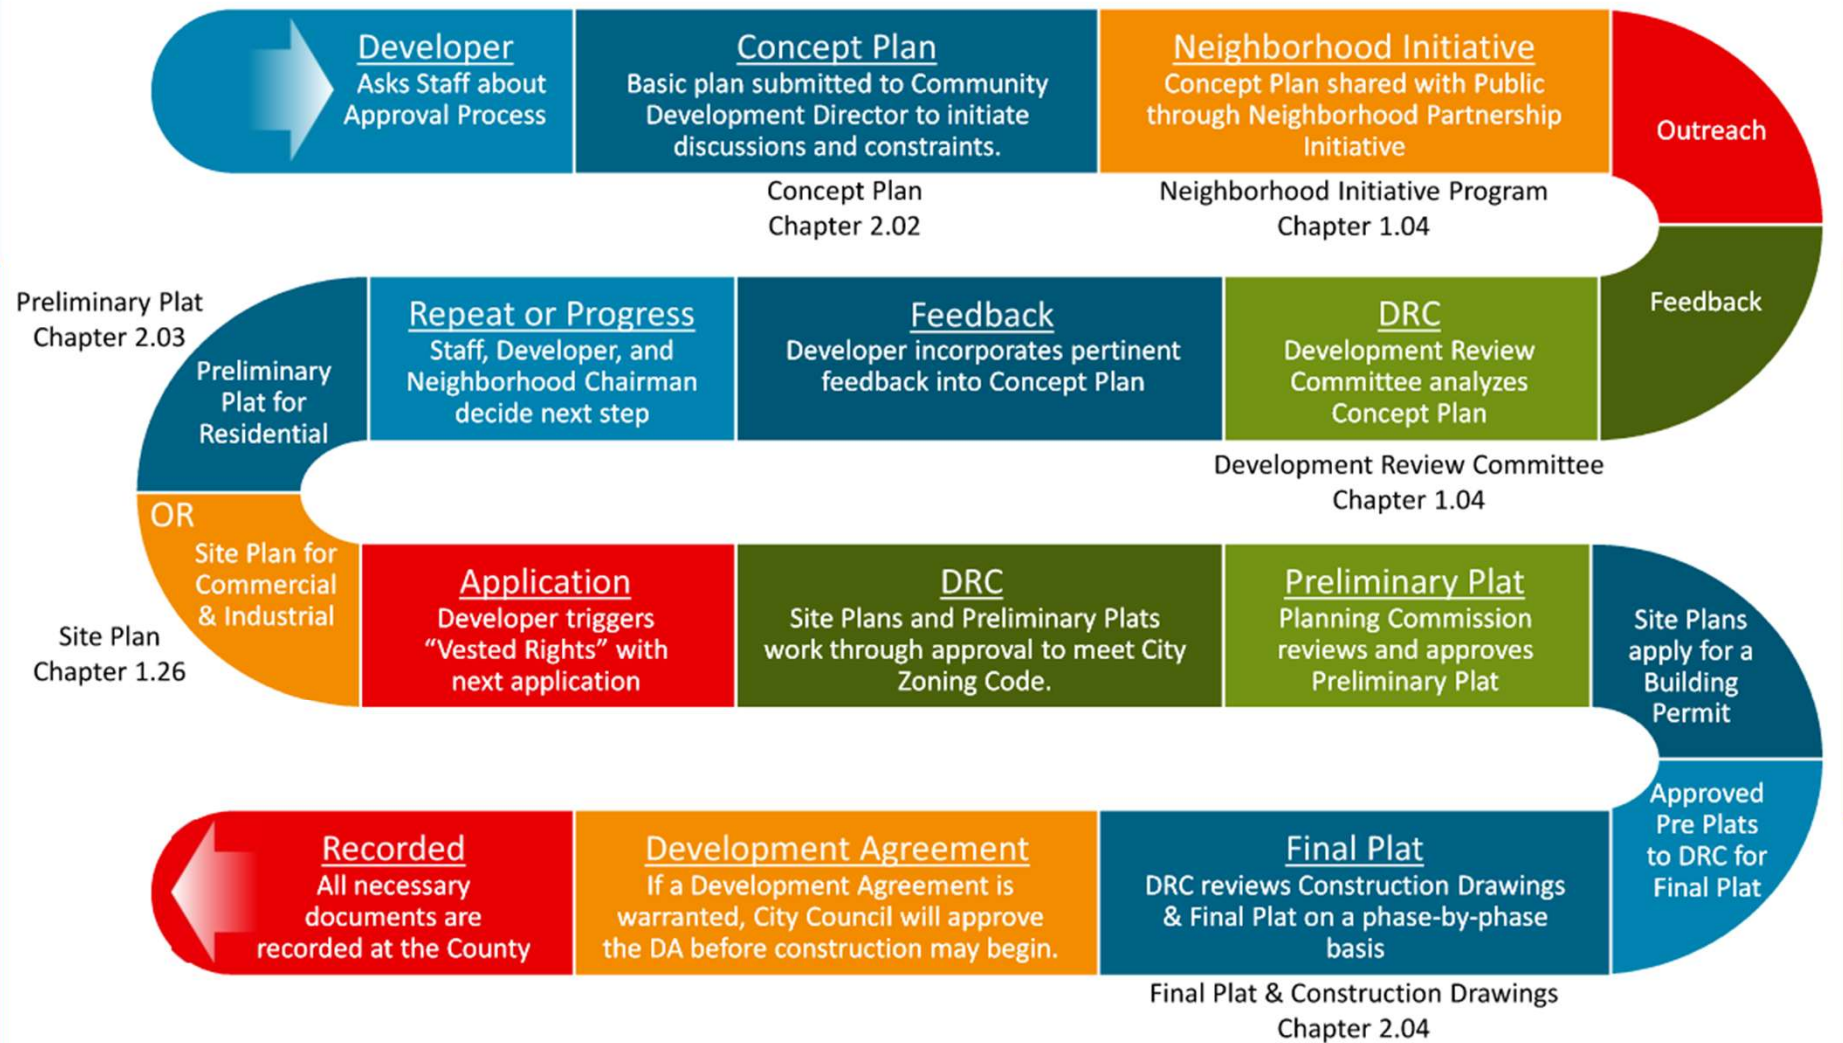 Developer
Asks Staff about
Approval Process
Concept Plan
Basic plan submitted to Community
Development Director to initiate
discussions and constraints.
Neighborhood Initiative
Concept Plan shared with Public
through Neighborhood Partnership
Initiative
Outreach
Concept Plan
Chapter 2.02
Neighborhood Initiative Program
Chapter 1.04
Feedback
DRC
Development Review
Committee analyzes
Concept Plan
Development Review Committee
Chapter 1.04
Feedback
Developer incorporates pertinent
feedback into Concept Plan
Repeat or Progress
Staff, Developer, and
Neighborhood Chairman
decide next step
Preliminary Plat
Chapter 2.03
Preliminary
Plat for
Residential
OR
Site Plan for
Commercial
& Industrial
Site Plan
Chapter 1.26
Application
Developer triggers
“Vested Rights” with
next application
DRC
Site Plans and Preliminary Plats
work through approval to meet City
Zoning Code.
Preliminary Plat
Planning Commission
reviews and approves
Preliminary Plat
Site Plans
apply for a
Building
Permit
Approved
Pre Plats
to DRC for
Final Plat
Final Plat
DRC reviews Construction Drawings
& Final Plat on a phase-by-phase
basis
Final Plat & Construction Drawings
Chapter 2.04
Development Agreement
If a Development Agreement is
warranted, City Council will approve
the DA before construction may begin.
Recorded
All necessary
documents are
recorded at the County